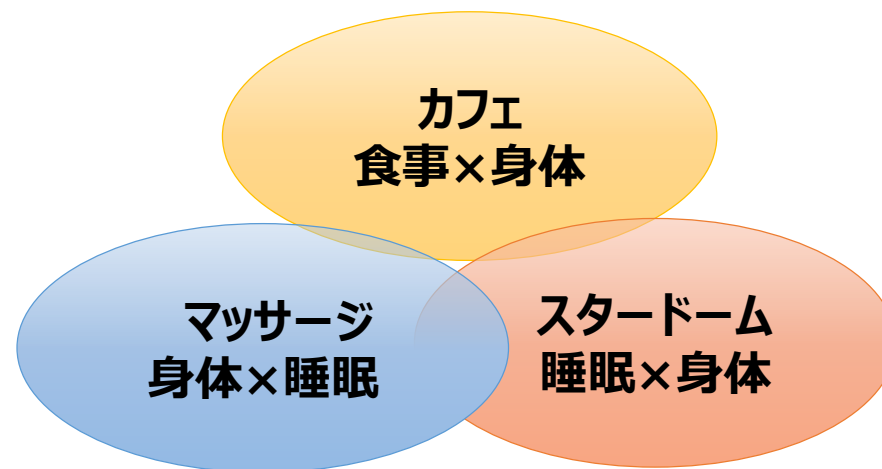 カフェ
食事×身体
マッサージ
身体×睡眠
スタードーム
睡眠×身体